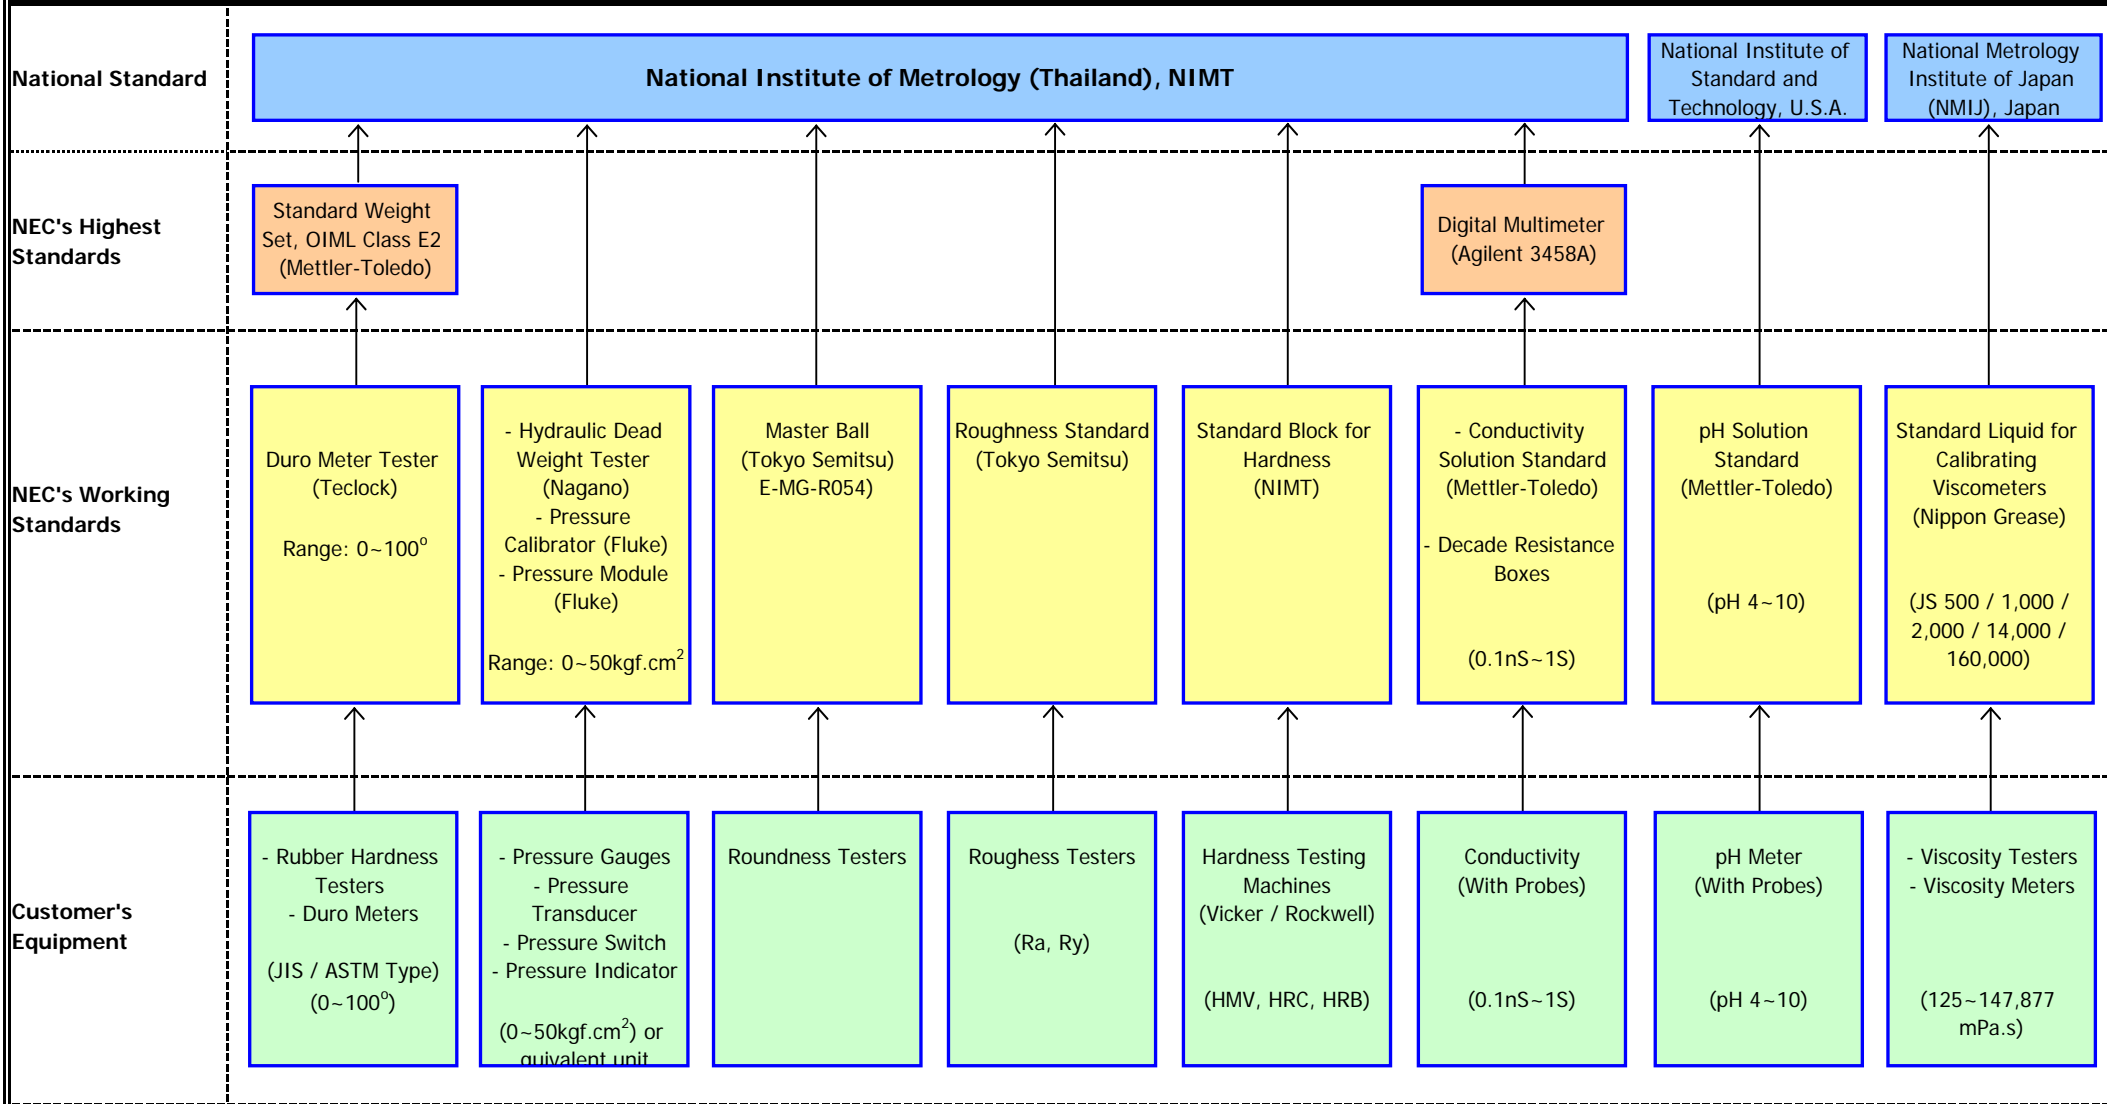 National Standard
National Institute of Metrology (Thailand), NIMT
National Institute of
Standard and
Technology, U.S.A.
National Metrology
Institute of Japan
(NMIJ), Japan
NEC's Highest
Standards
Standard Weight
Set, OIML Class E2
(Mettler-Toledo)
Digital Multimeter
(Agilent 3458A)
NEC's Working
Standards
Duro Meter Tester
(Teclock)
Range: 0~100°
- Hydraulic Dead
Weight Tester
(Nagano)
- Pressure
Calibrator (Fluke)
- Pressure Module
(Fluke)
Range: 0~50kgf.cm²
Master Ball
(Tokyo Semitsu)
E-MG-R054)
Roughness Standard
(Tokyo Semitsu)
Standard Block for
Hardness
(NIMT)
- Conductivity
Solution Standard
(Mettler-Toledo)
- Decade Resistance
Boxes
(0.1nS~1S)
pH Solution
Standard
(Mettler-Toledo)
(pH 4~10)
Standard Liquid for
Calibrating
Viscometers
(Nippon Grease)
(JS 500 / 1,000 /
2,000 / 14,000 /
160,000)
Customer's
Equipment
- Rubber Hardness
Testers
- Duro Meters
(JIS / ASTM Type)
(0~100°)
- Pressure Gauges
- Pressure
Transducer
- Pressure Switch
- Pressure Indicator
(0~50kgf.cm²) or
quivalent unit
Roundness Testers
Roughess Testers
(Ra, Ry)
Hardness Testing
Machines
(Vicker / Rockwell)
(HMV, HRC, HRB)
Conductivity
(With Probes)
(0.1nS~1S)
pH Meter
(With Probes)
(pH 4~10)
- Viscosity Testers
- Viscosity Meters
(125~147,877
mPa.s)